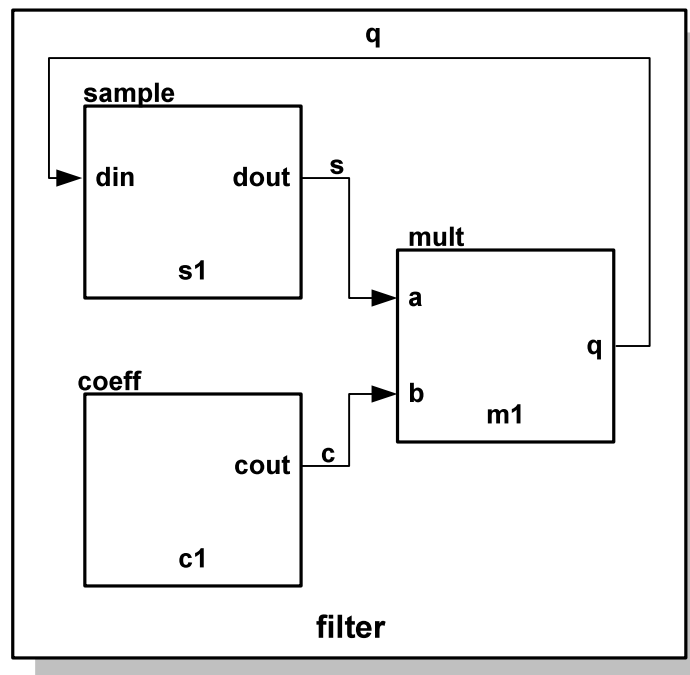 q
sample
din
dout
s
s1
mult
a
q
b
m1
coeff
cout
c
c1
filter